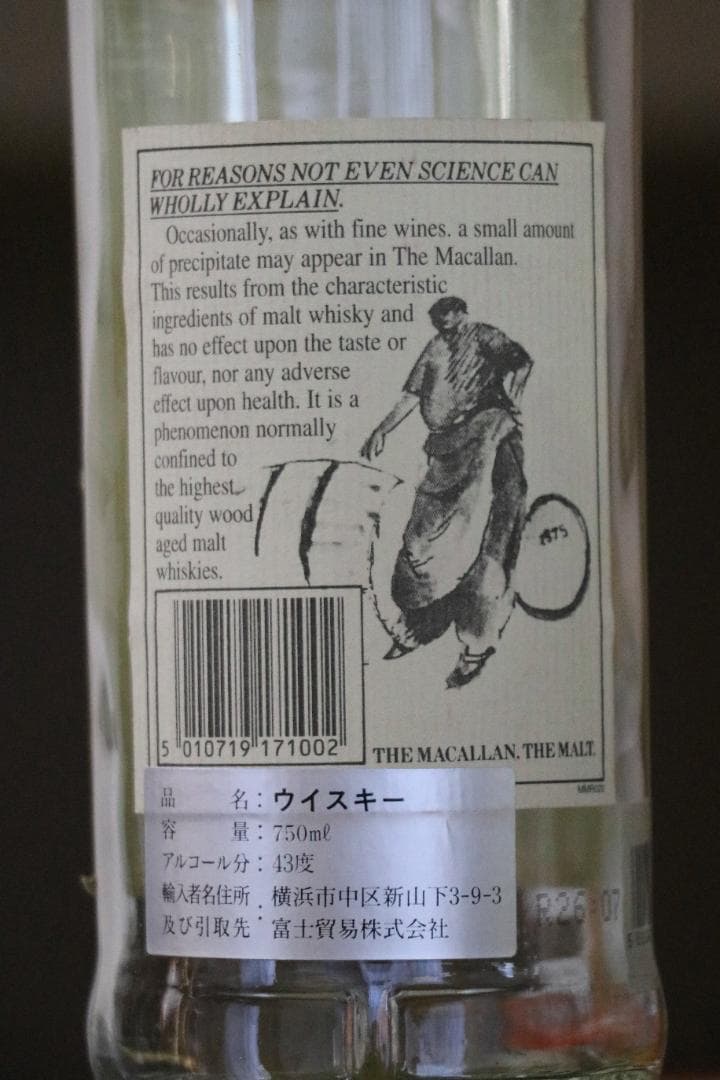 FOR REASONS NOT EVEN SCIENCE CAN
WHOLLY EXPLAIN.
Occasionally, as with fine wines. a small amount
of precipitate may appear in The Macallan.
This results from the characteristic
ingredients of malt whisky and
has no effect upon the taste or
flavour, nor any adverse
effect upon health. It is a
phenomenon normally
confined to
the highest
quality wood
aged malt
whiskies.
1875
5 010719 171002
THE MACALLAN. THE MALT.
品名:ウイスキー
容量:750mℓ
アルコール分:43度
輸入者名住所 横浜市中区新山下3-9-3
及び引取先:富士貿易株式会社
R26 07